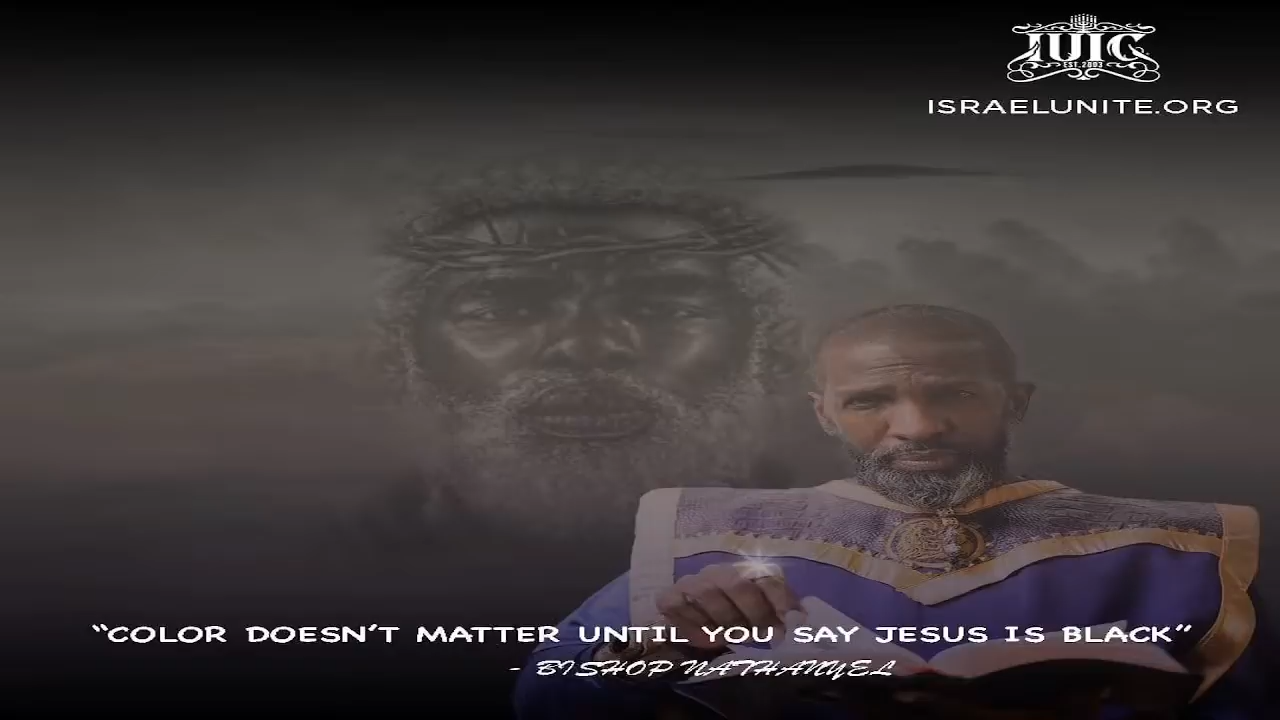 IUIC
EST. 2003
ISRAELUNITE.ORG
“COLOR DOESN’T MATTER UNTIL YOU SAY JESUS IS BLACK”
- BISHOP NATHANYEL